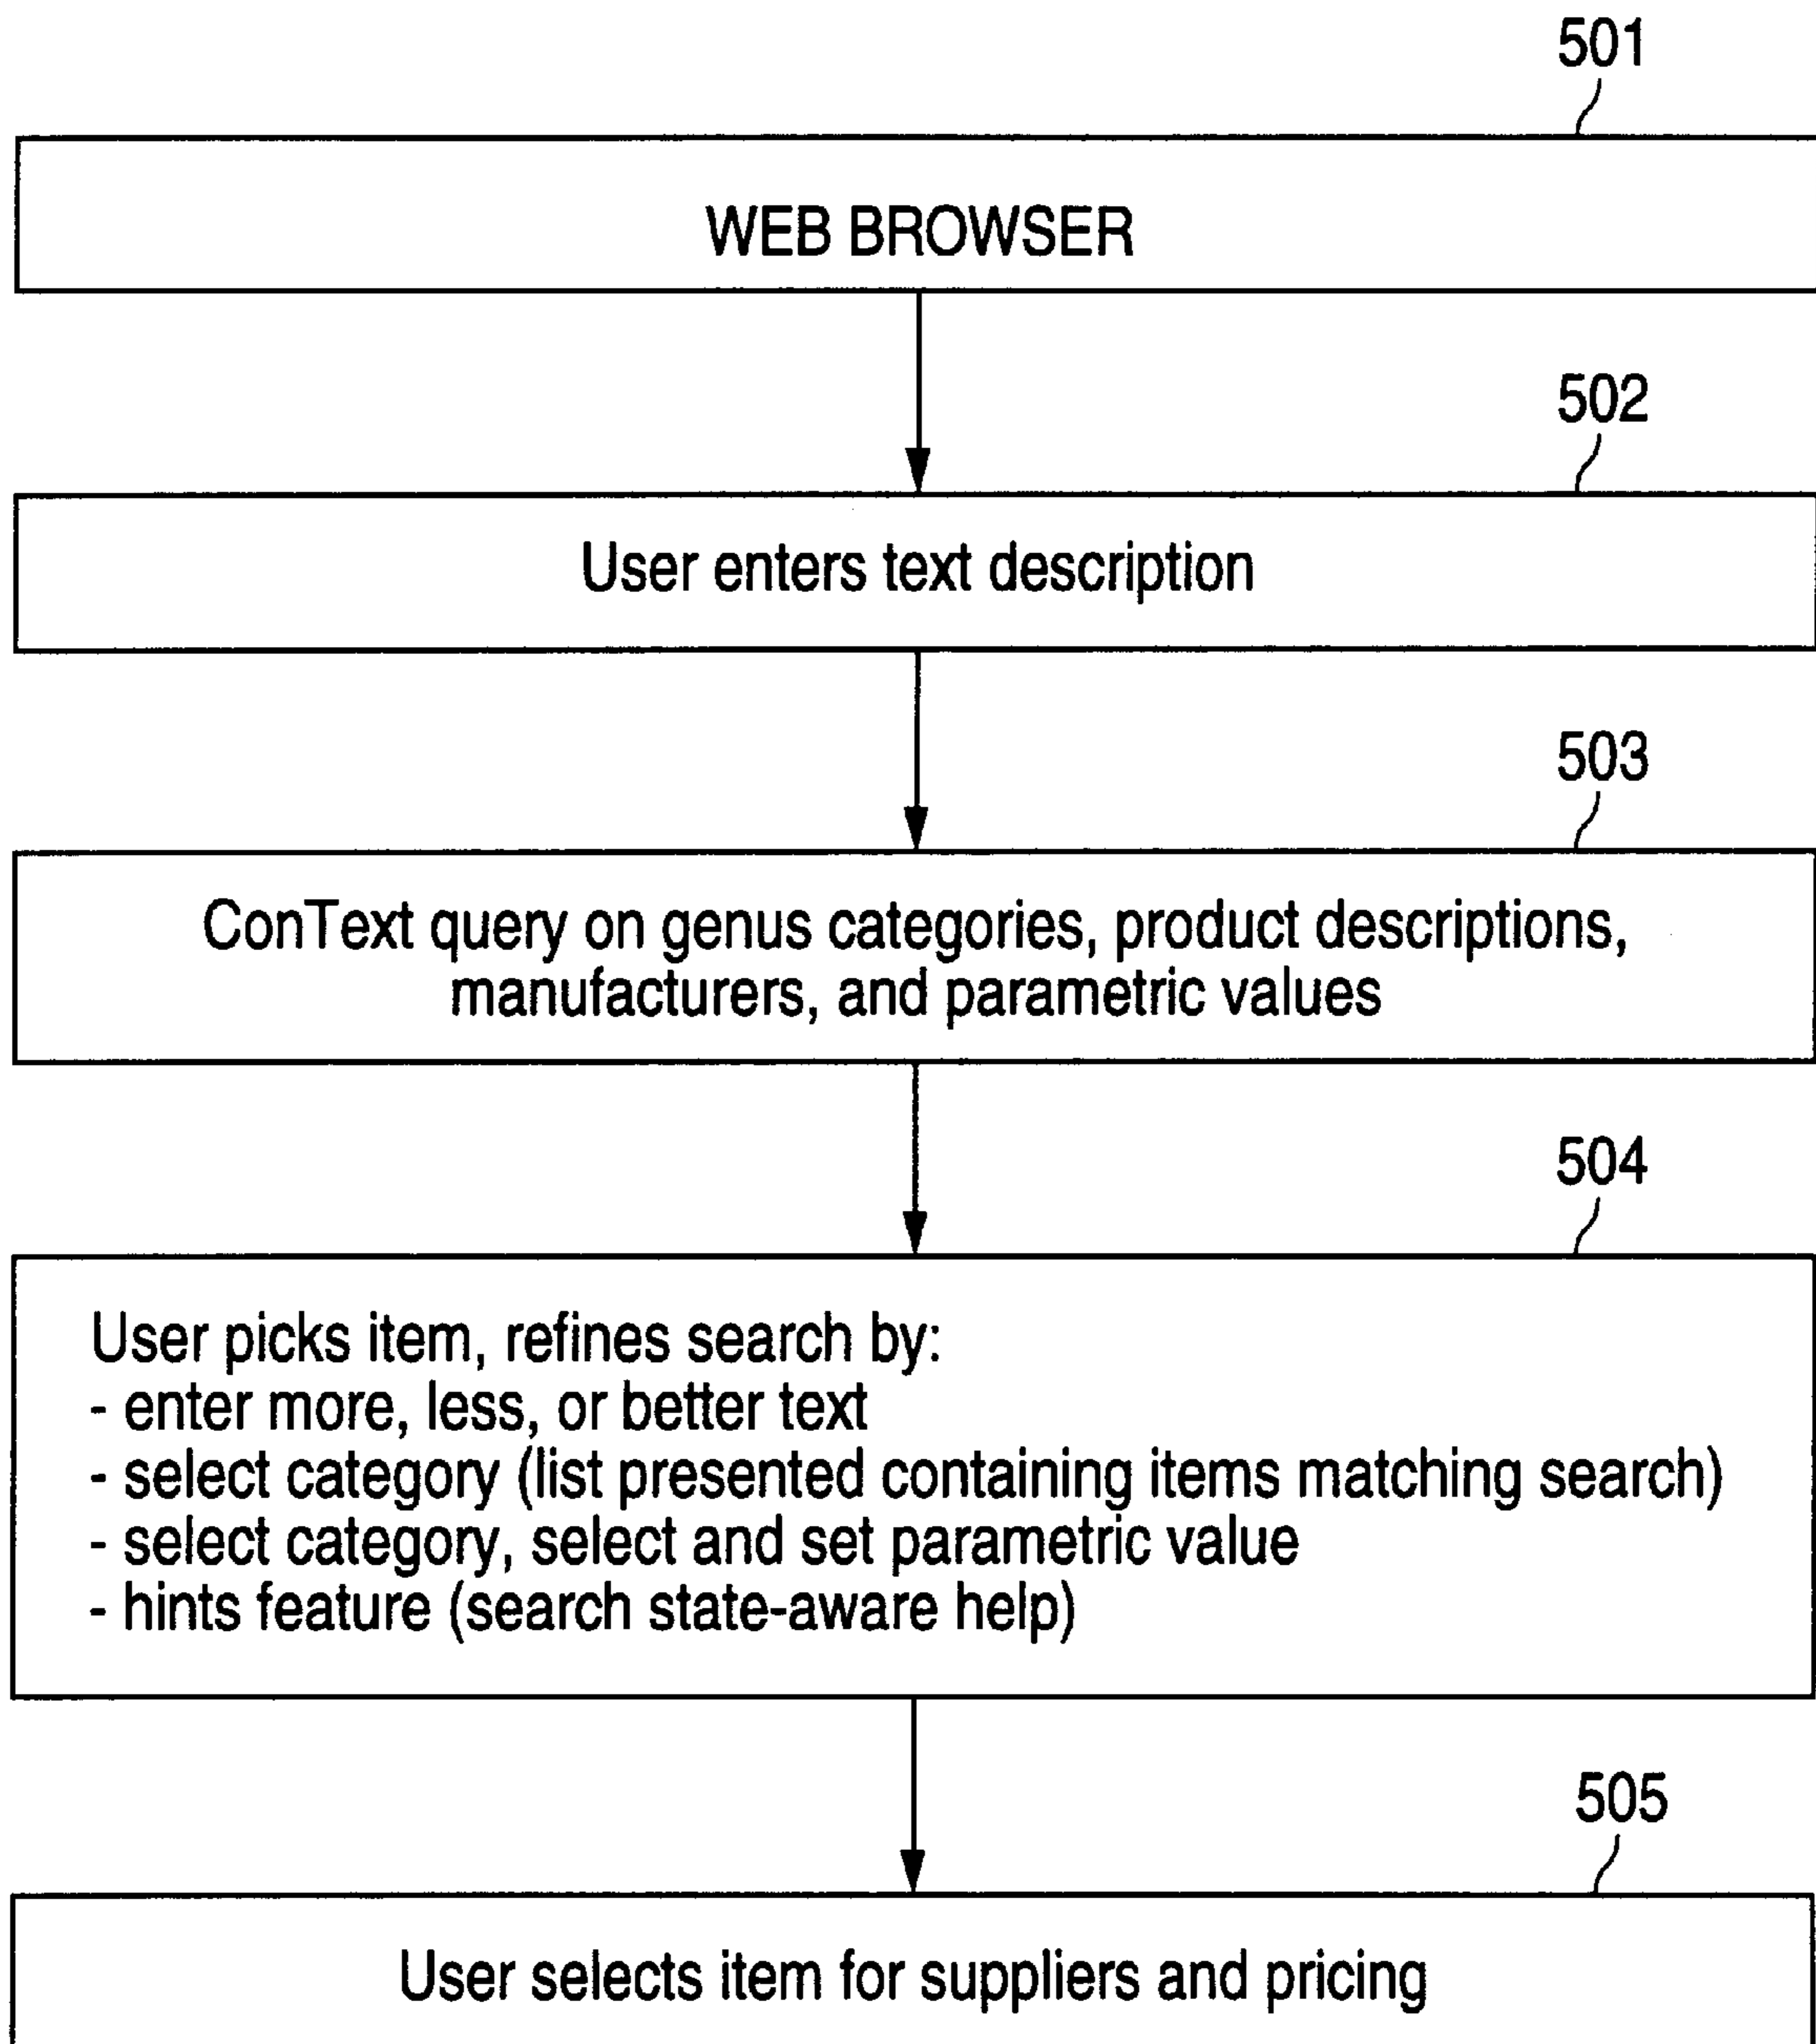 501
WEB BROWSER
502
User enters text description
503
ConText query on genus categories, product descriptions,
manufacturers, and parametric values
504
User picks item, refines search by:
- enter more, less, or better text
- select category (list presented containing items matching search)
- select category, select and set parametric value
- hints feature (search state-aware help)
505
User selects item for suppliers and pricing